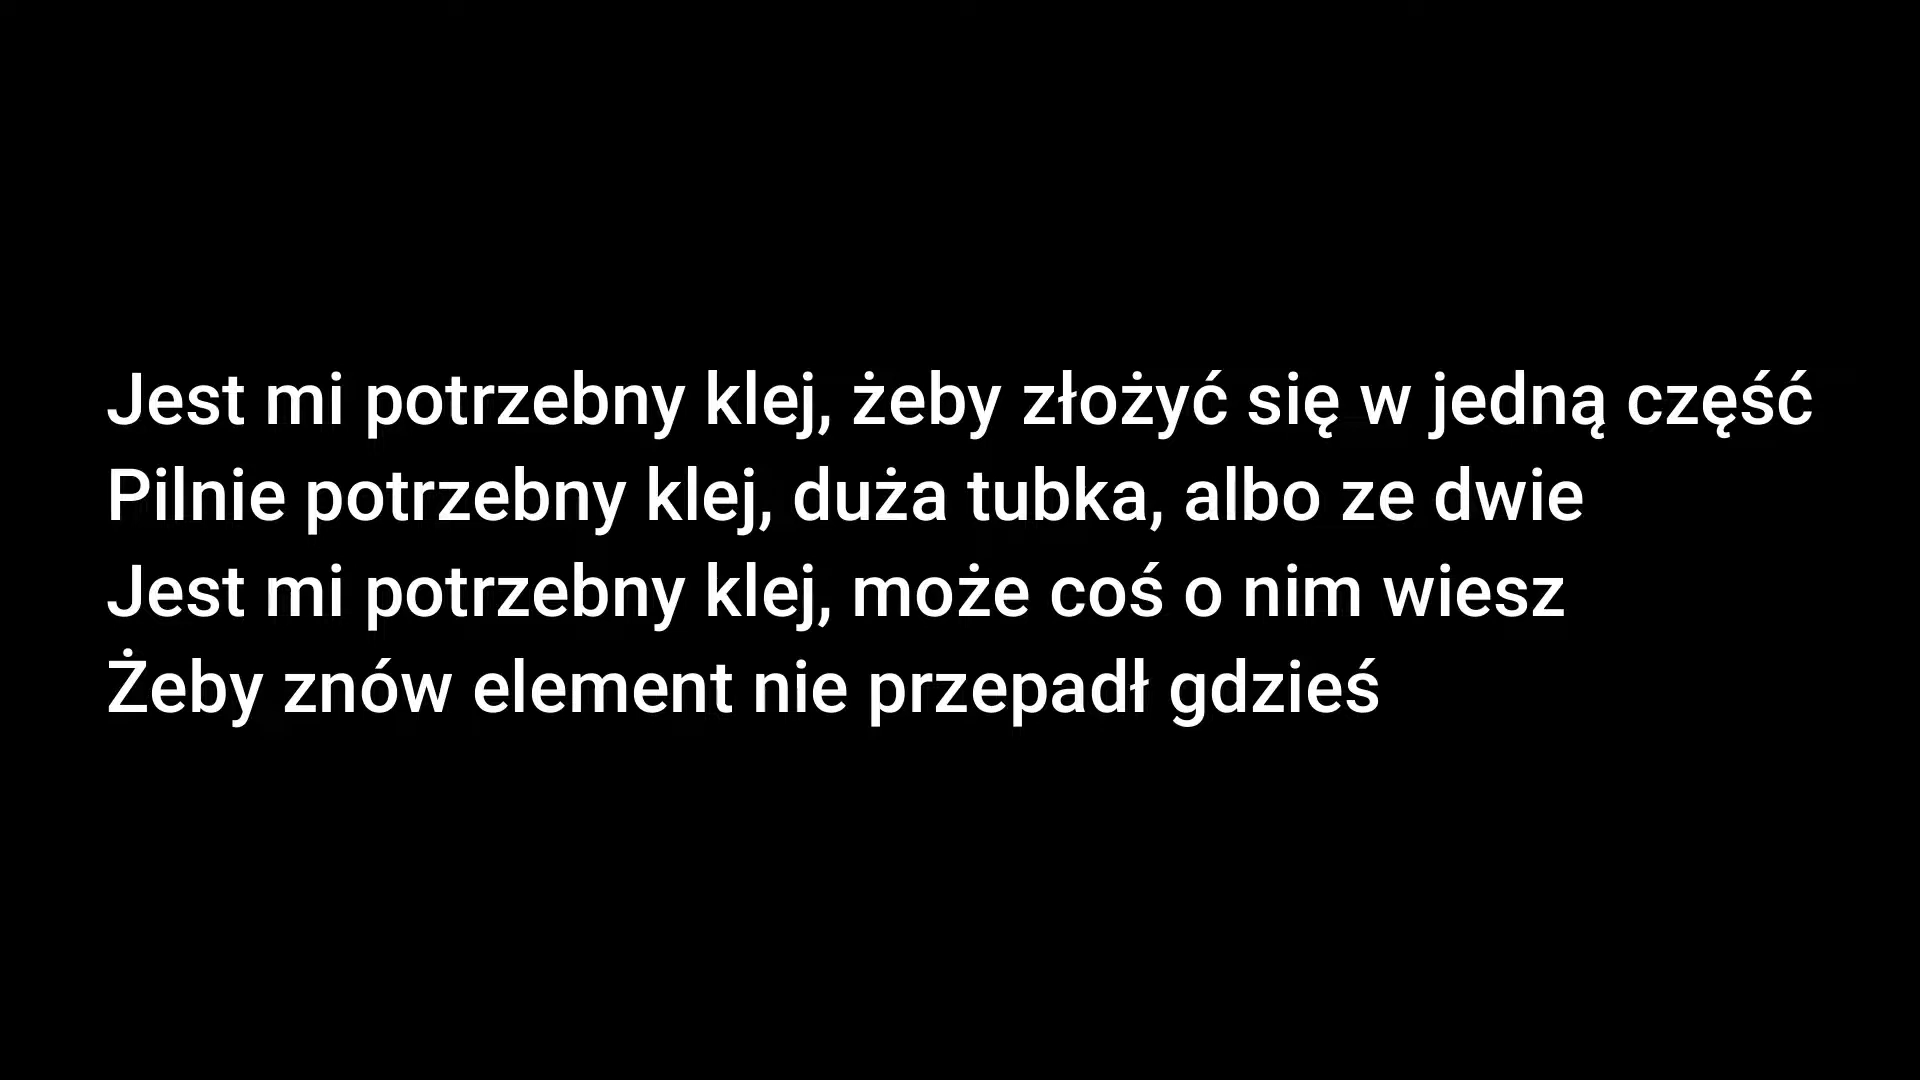 Jest mi potrzebny klej, żeby złożyć się w jedną część
Pilnie potrzebny klej, duża tubka, albo ze dwie
Jest mi potrzebny klej, może coś o nim wiesz
Żeby znów element nie przepadł gdzieś